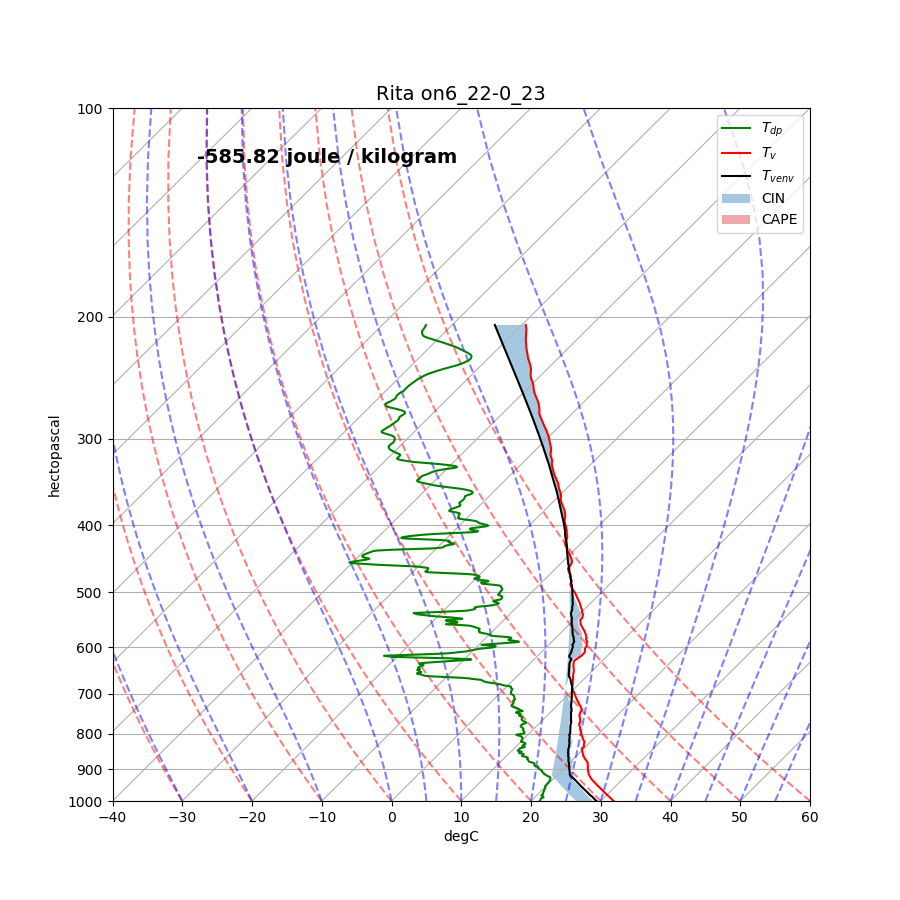 Rita on6_22-0_23
-585.82 joule / kilogram
T_dp
T_v
T_venv
CIN
CAPE
100
200
300
400
500
600
700
800
900
1000
hectopascal
−40 −30 −20 −10 0 10 20 30 40 50 60
degC